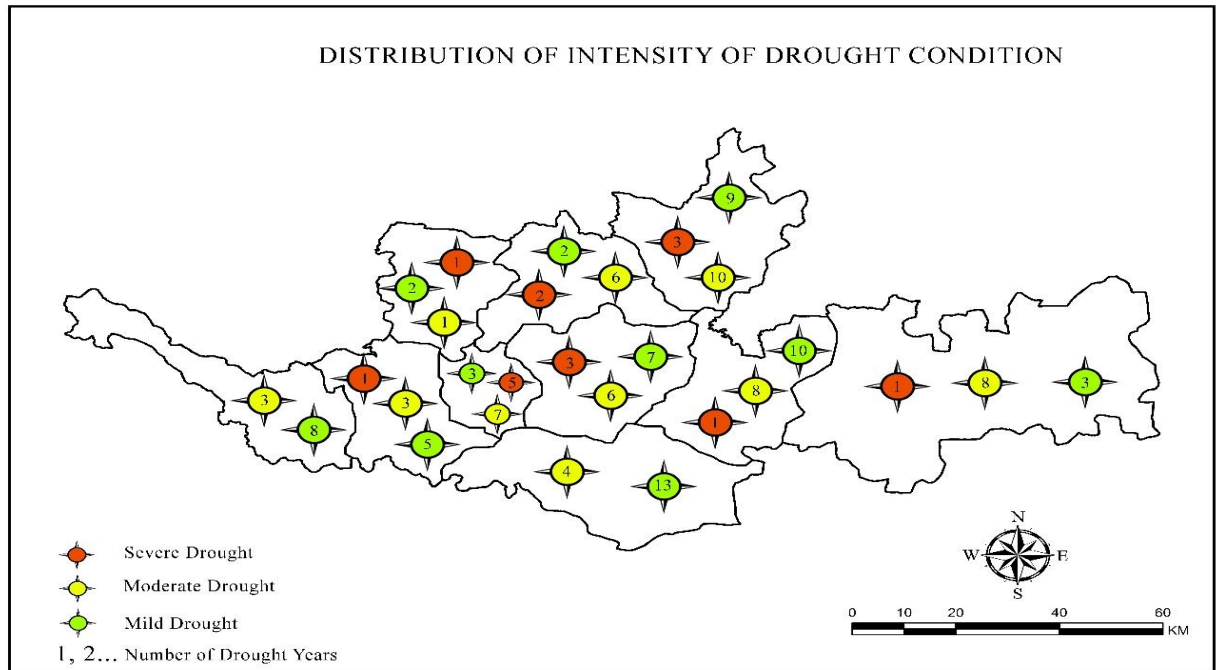 DISTRIBUTION OF INTENSITY OF DROUGHT CONDITION
9
3
10
2
2
6
1
2
1
3
7
6
10
8
1
1
8
3
3
5
7
1
3
5
3
8
4
13
Severe Drought
Moderate Drought
Mild Drought
1, 2... Number of Drought Years
N
W E
S
0 10 20 40 60
KM